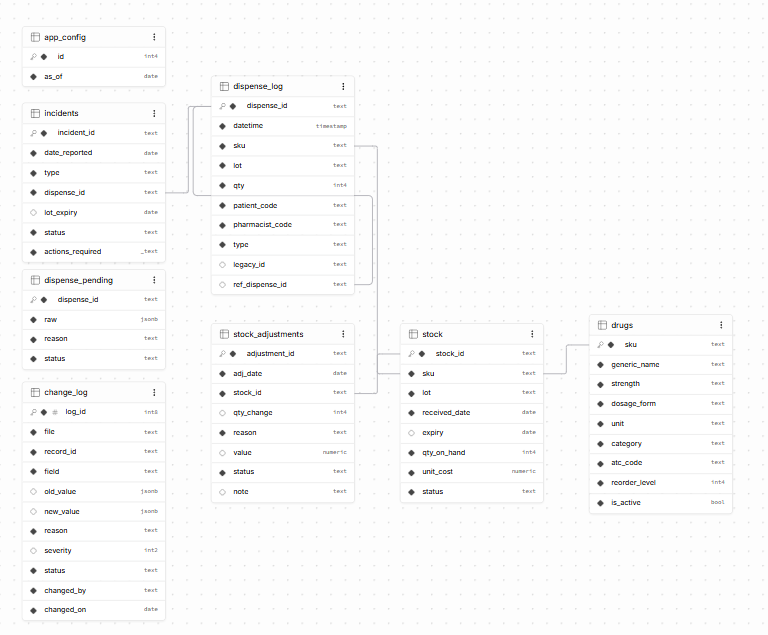 app_config
id int4
as_of date
incidents
incident_id text
date_reported date
type text
dispense_id text
lot_expiry date
status text
actions_required _text
dispense_pending
dispense_id text
raw jsonb
reason text
status text
change_log
# log_id int8
file text
record_id text
field text
old_value jsonb
new_value jsonb
reason text
severity int2
status text
changed_by text
changed_on date
dispense_log
dispense_id text
datetime timestamp
sku text
lot text
qty int4
patient_code text
pharmacist_code text
type text
legacy_id text
ref_dispense_id text
stock_adjustments
adjustment_id text
adj_date date
stock_id text
qty_change int4
reason text
value numeric
status text
note text
stock
stock_id text
sku text
lot text
received_date date
expiry date
qty_on_hand int4
unit_cost numeric
status text
drugs
sku text
generic_name text
strength text
dosage_form text
unit text
category text
atc_code text
reorder_level int4
is_active bool